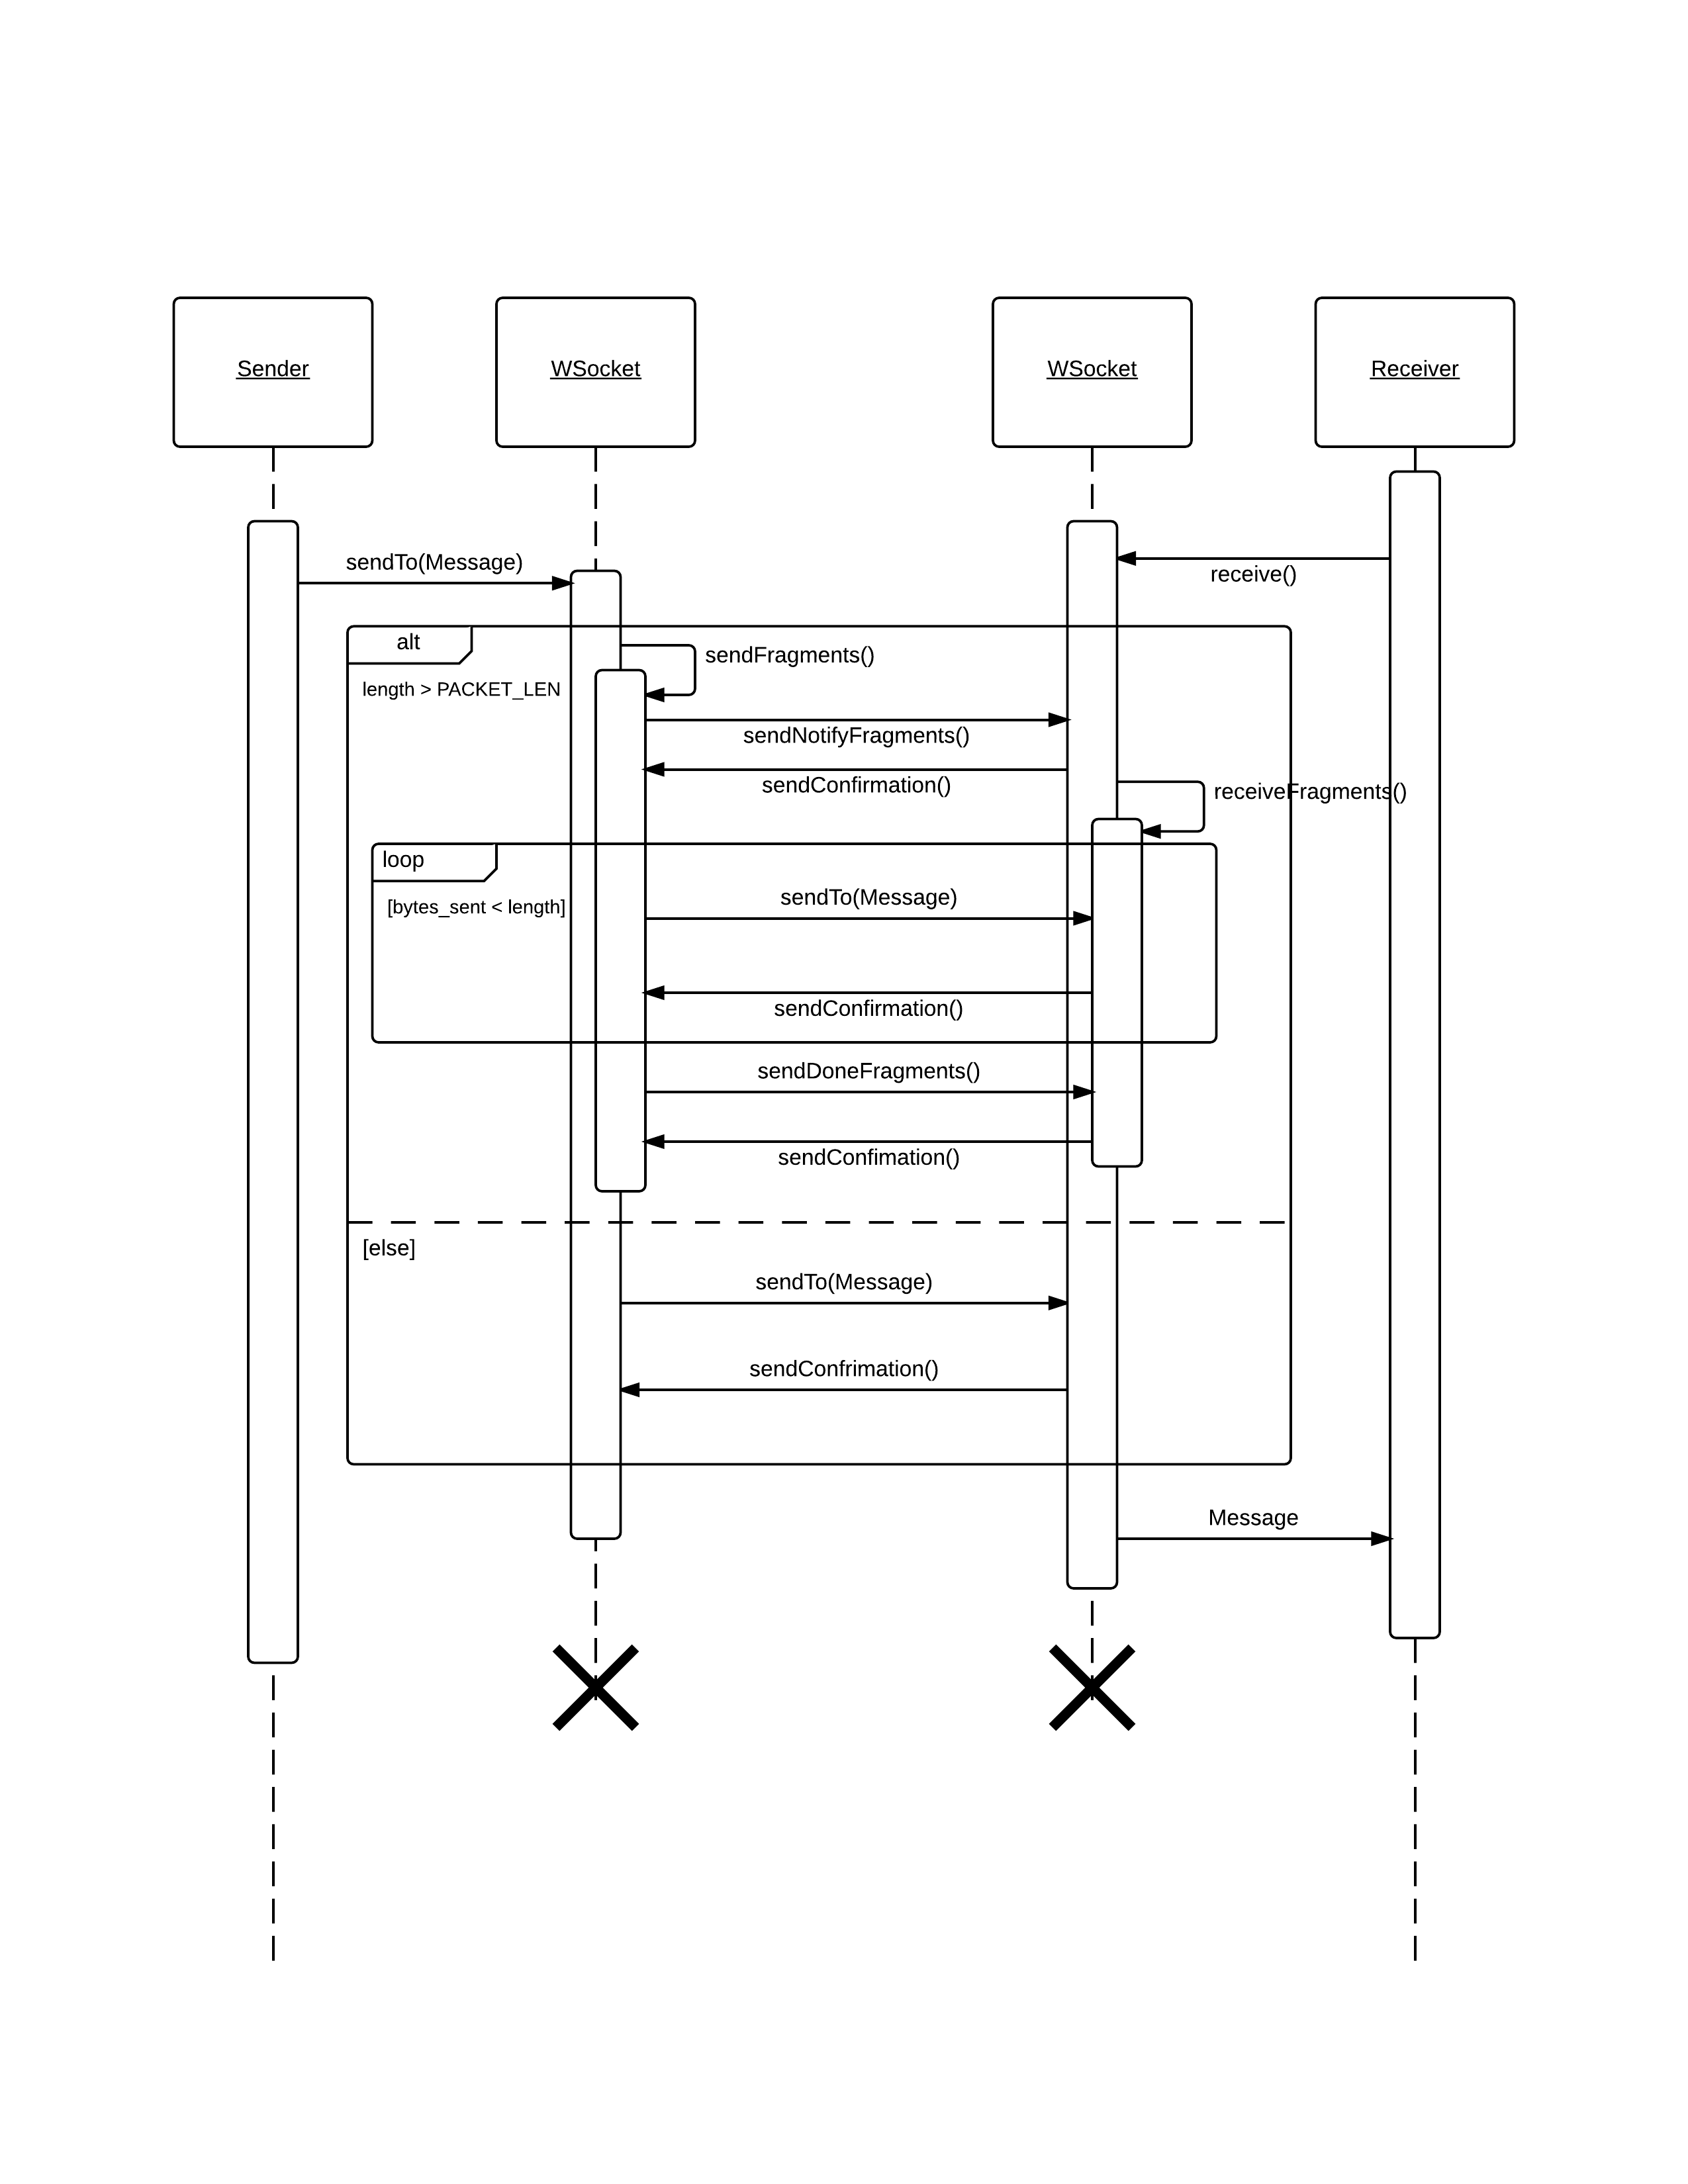 Sender
WSocket
WSocket
Receiver
sendTo(Message)
receive()
alt
sendFragments()
length > PACKET_LEN
sendNotifyFragments()
sendConfirmation()
receiveFragments()
loop
sendTo(Message)
[bytes_sent < length]
sendConfirmation()
sendDoneFragments()
sendConfimation()
[else]
sendTo(Message)
sendConfrimation()
Message